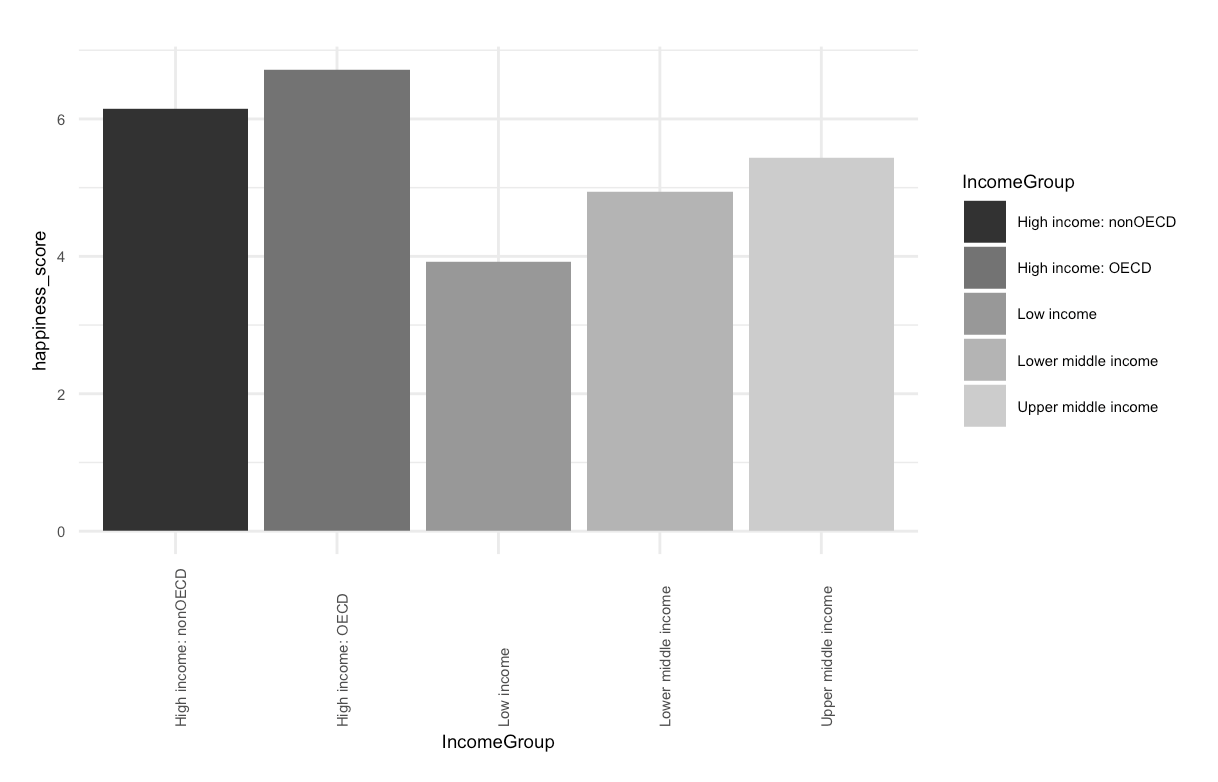 happiness_score
6
4
2
0
High income: nonOECD
High income: OECD
Low income
Lower middle income
Upper middle income
IncomeGroup
IncomeGroup
High income: nonOECD
High income: OECD
Low income
Lower middle income
Upper middle income